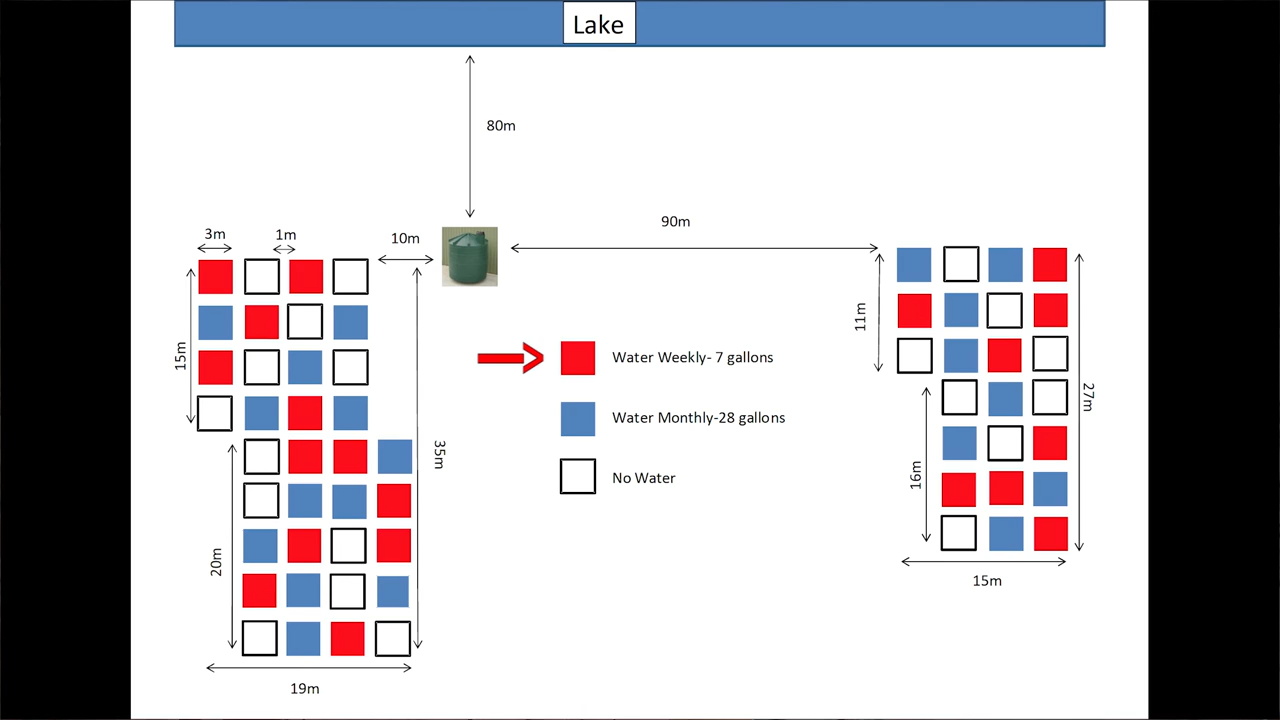 Lake
80m
90m
3m
1m
10m
15m
11m
35m
27m
Water Weekly- 7 gallons
Water Monthly-28 gallons
No Water
20m
16m
15m
19m